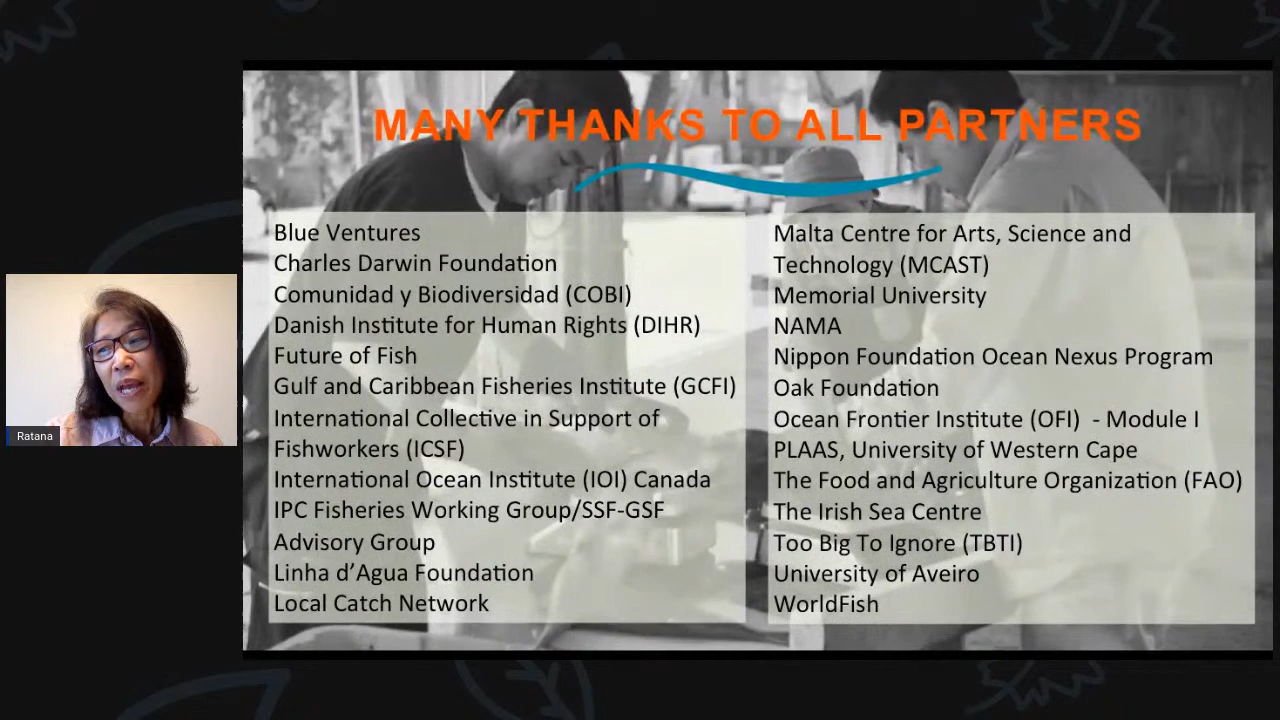 MANY THANKS TO ALL PARTNERS
Blue Ventures
Charles Darwin Foundation
Comunidad y Biodiversidad (COBI)
Danish Institute for Human Rights (DIHR)
Future of Fish
Gulf and Caribbean Fisheries Institute (GCFI)
International Collective in Support of
Fishworkers (ICSF)
International Ocean Institute (IOI) Canada
IPC Fisheries Working Group/SSF-GSF
Advisory Group
Linha d’Agua Foundation
Local Catch Network
Malta Centre for Arts, Science and
Technology (MCAST)
Memorial University
NAMA
Nippon Foundation Ocean Nexus Program
Oak Foundation
Ocean Frontier Institute (OFI)  - Module I
PLAAS, University of Western Cape
The Food and Agriculture Organization (FAO)
The Irish Sea Centre
Too Big To Ignore (TBTI)
University of Aveiro
WorldFish
Ratana